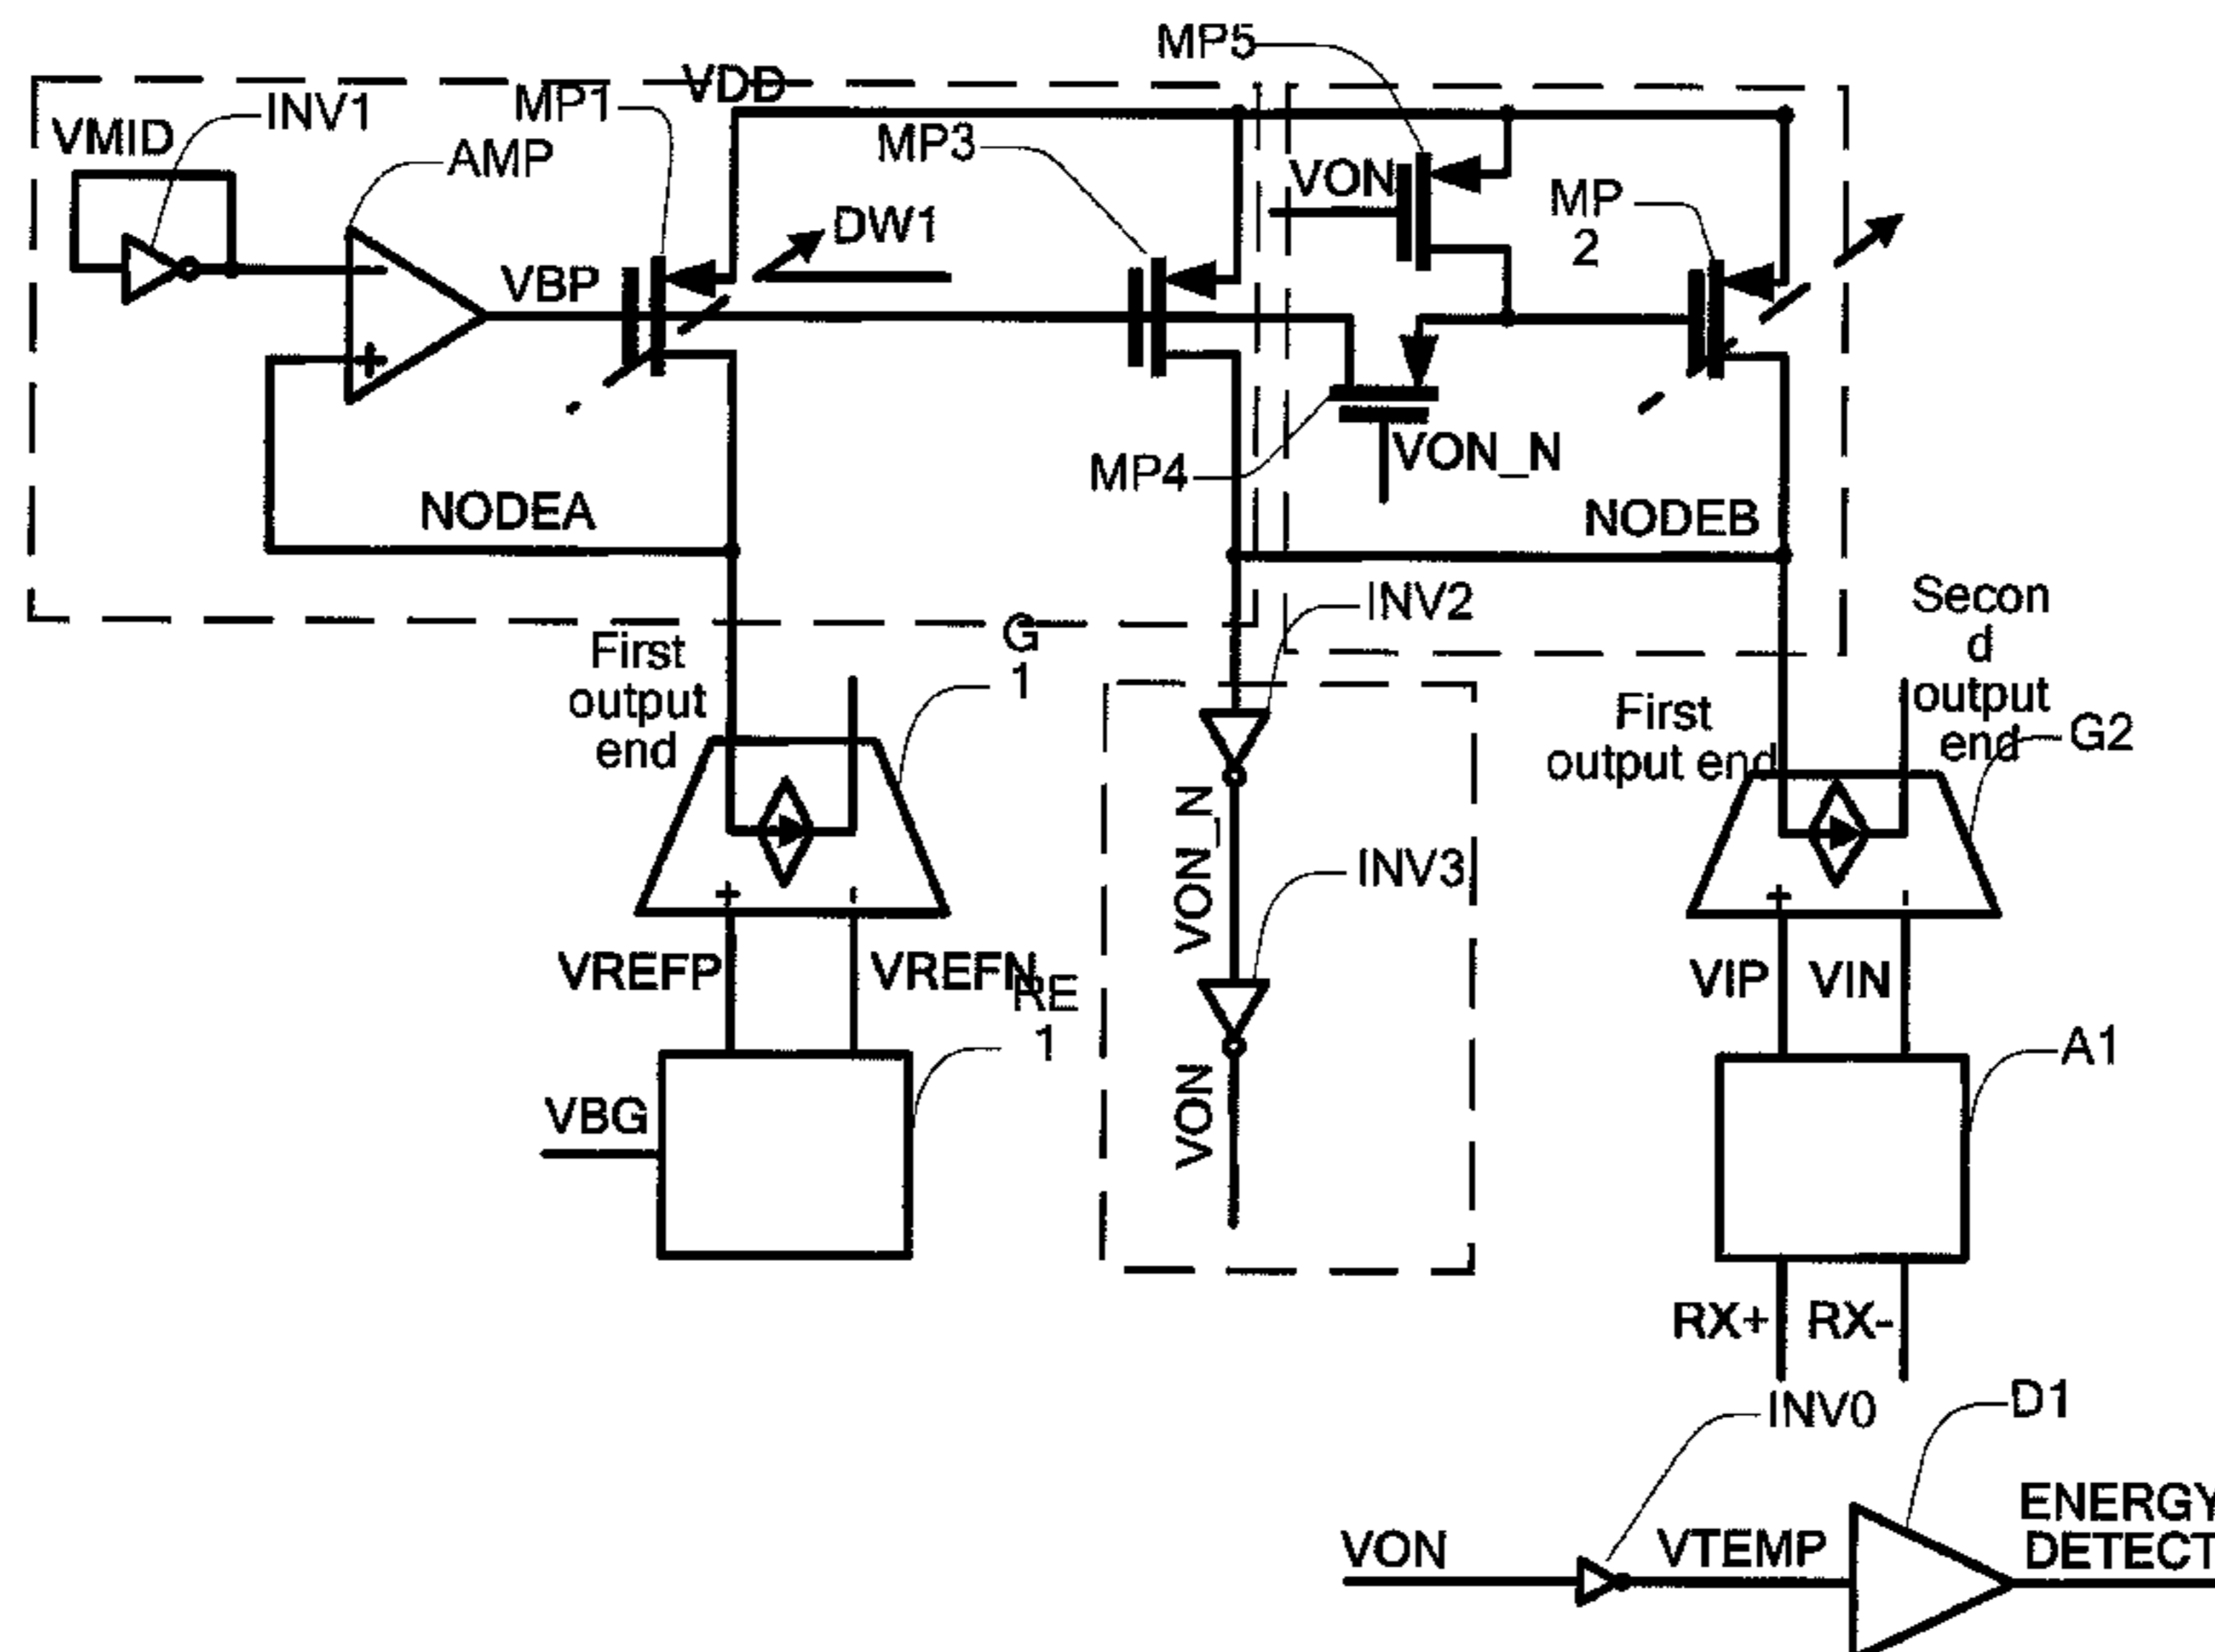 MP5
VDD
INV1
MP1
VMID
AMP
MP3
VON
MP
2
DW1
VBP
VON_N
MP4
NODEA
NODEB
INV2
First
output
end
G
1
Secon
d
output
end
First
output end
G2
VON_N
INV3
VREFP
VREFN
RE
1
VIP
VIN
A1
VBG
VON
RX+
RX-
INV0
D1
VON
VTEMP
ENERGY
DETECT